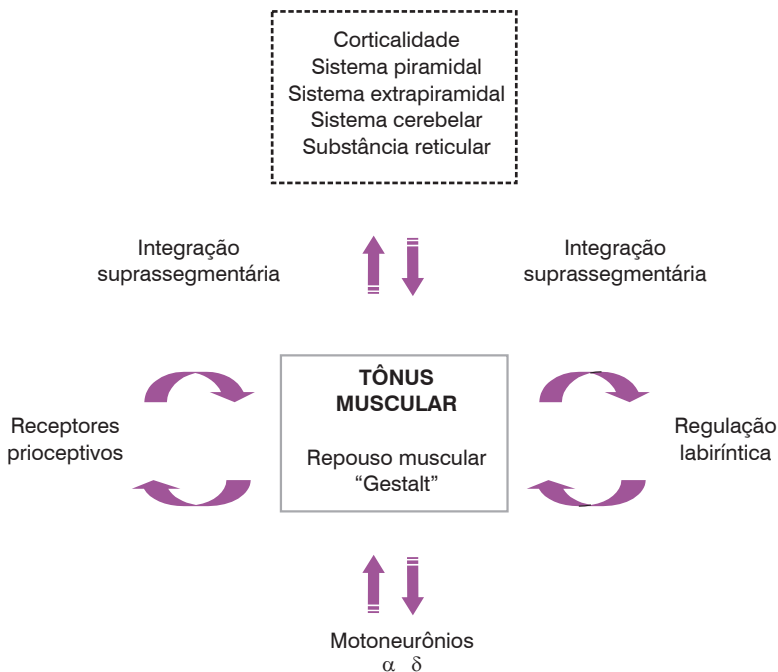 Corticalidade
Sistema piramidal
Sistema extrapiramidal
Sistema cerebelar
Substância reticular
Integração
suprassegmentária
Integração
suprassegmentária
TÔNUS
MUSCULAR
Repouso muscular
“Gestalt”
Receptores
prioceptivos
Regulação
labiríntica
Motoneurônios
α δ